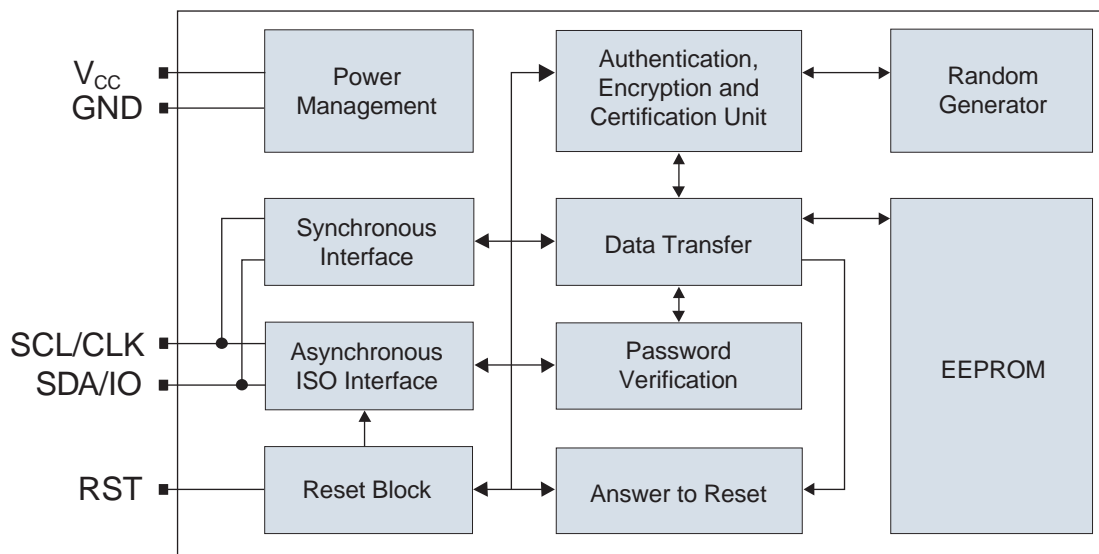 V_CC
GND
Power
Management
Authentication,
Encryption and
Certification Unit
Random
Generator
Synchronous
Interface
Data Transfer
SCL/CLK
SDA/IO
Asynchronous
ISO Interface
Password
Verification
EEPROM
RST
Reset Block
Answer to Reset